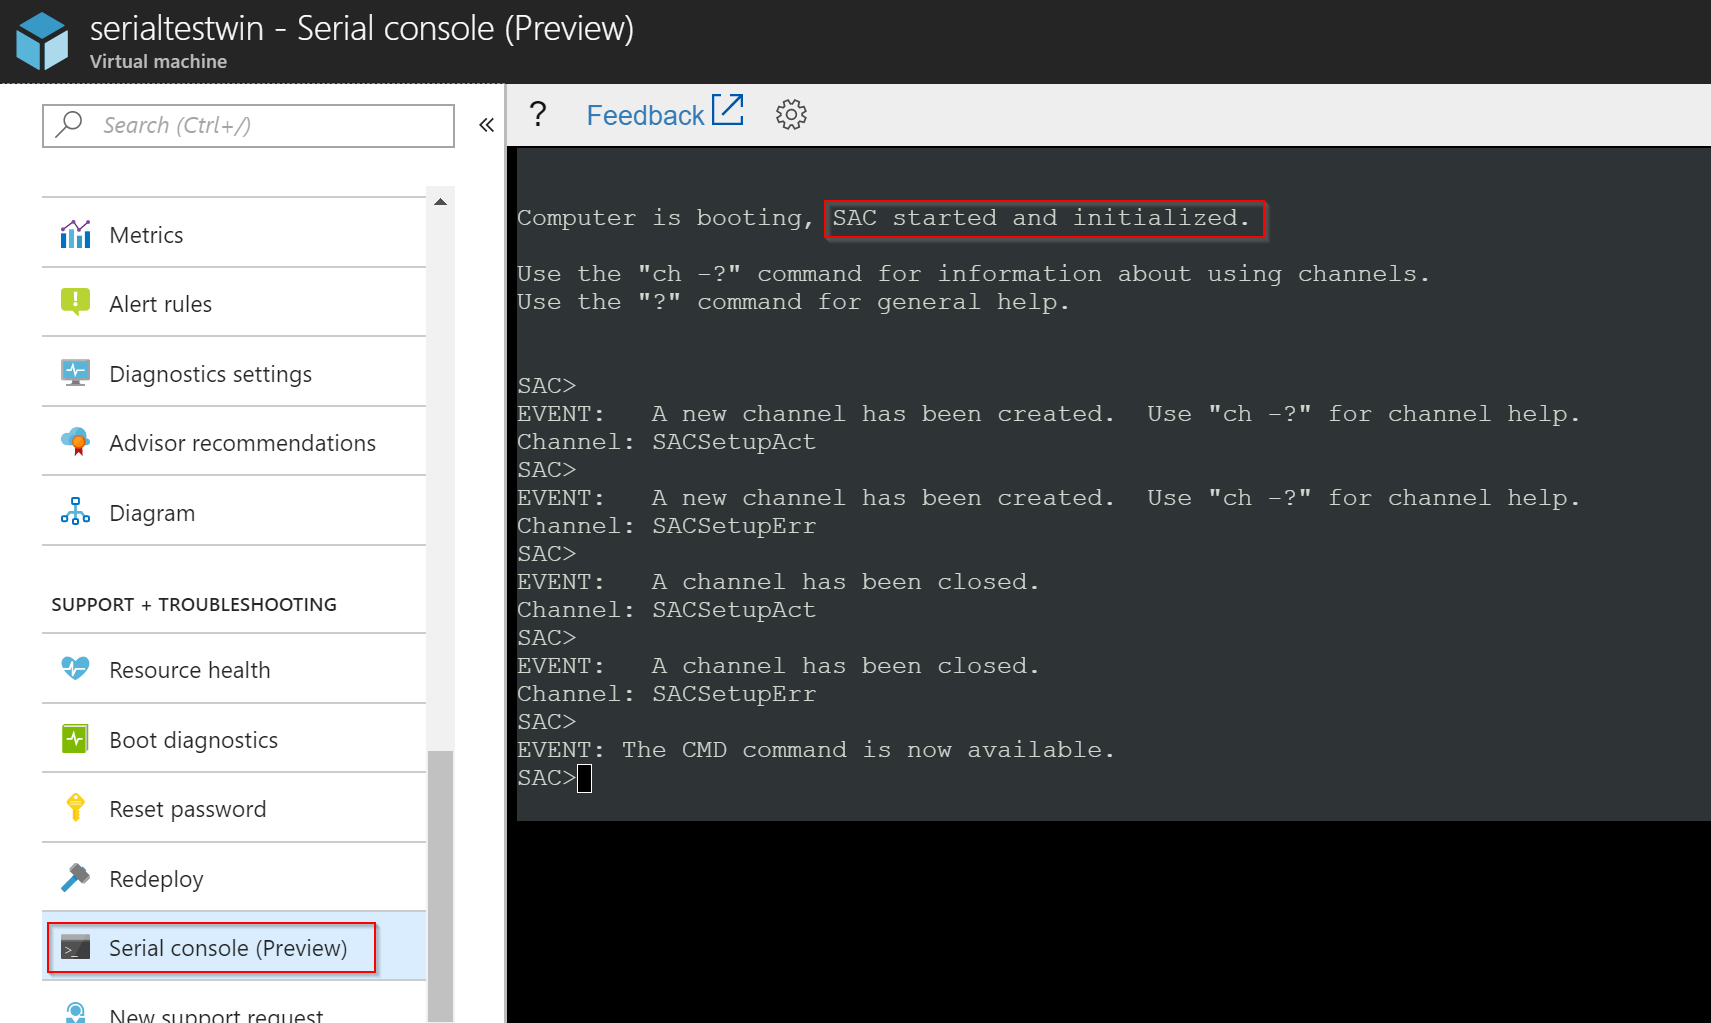 serialtestwin - Serial console (Preview)
Virtual machine
Search (Ctrl+/)
«
Metrics
Alert rules
Diagnostics settings
Advisor recommendations
Diagram
SUPPORT + TROUBLESHOOTING
Resource health
Boot diagnostics
Reset password
Redeploy
Serial console (Preview)
New support request
? Feedback
Computer is booting, SAC started and initialized.
Use the "ch -?" command for information about using channels.
Use the "?" command for general help.
SAC>
EVENT:   A new channel has been created.  Use "ch -?" for channel help.
Channel: SACSetupAct
SAC>
EVENT:   A new channel has been created.  Use "ch -?" for channel help.
Channel: SACSetupErr
SAC>
EVENT:   A channel has been closed.
Channel: SACSetupAct
SAC>
EVENT:   A channel has been closed.
Channel: SACSetupErr
SAC>
EVENT: The CMD command is now available.
SAC>